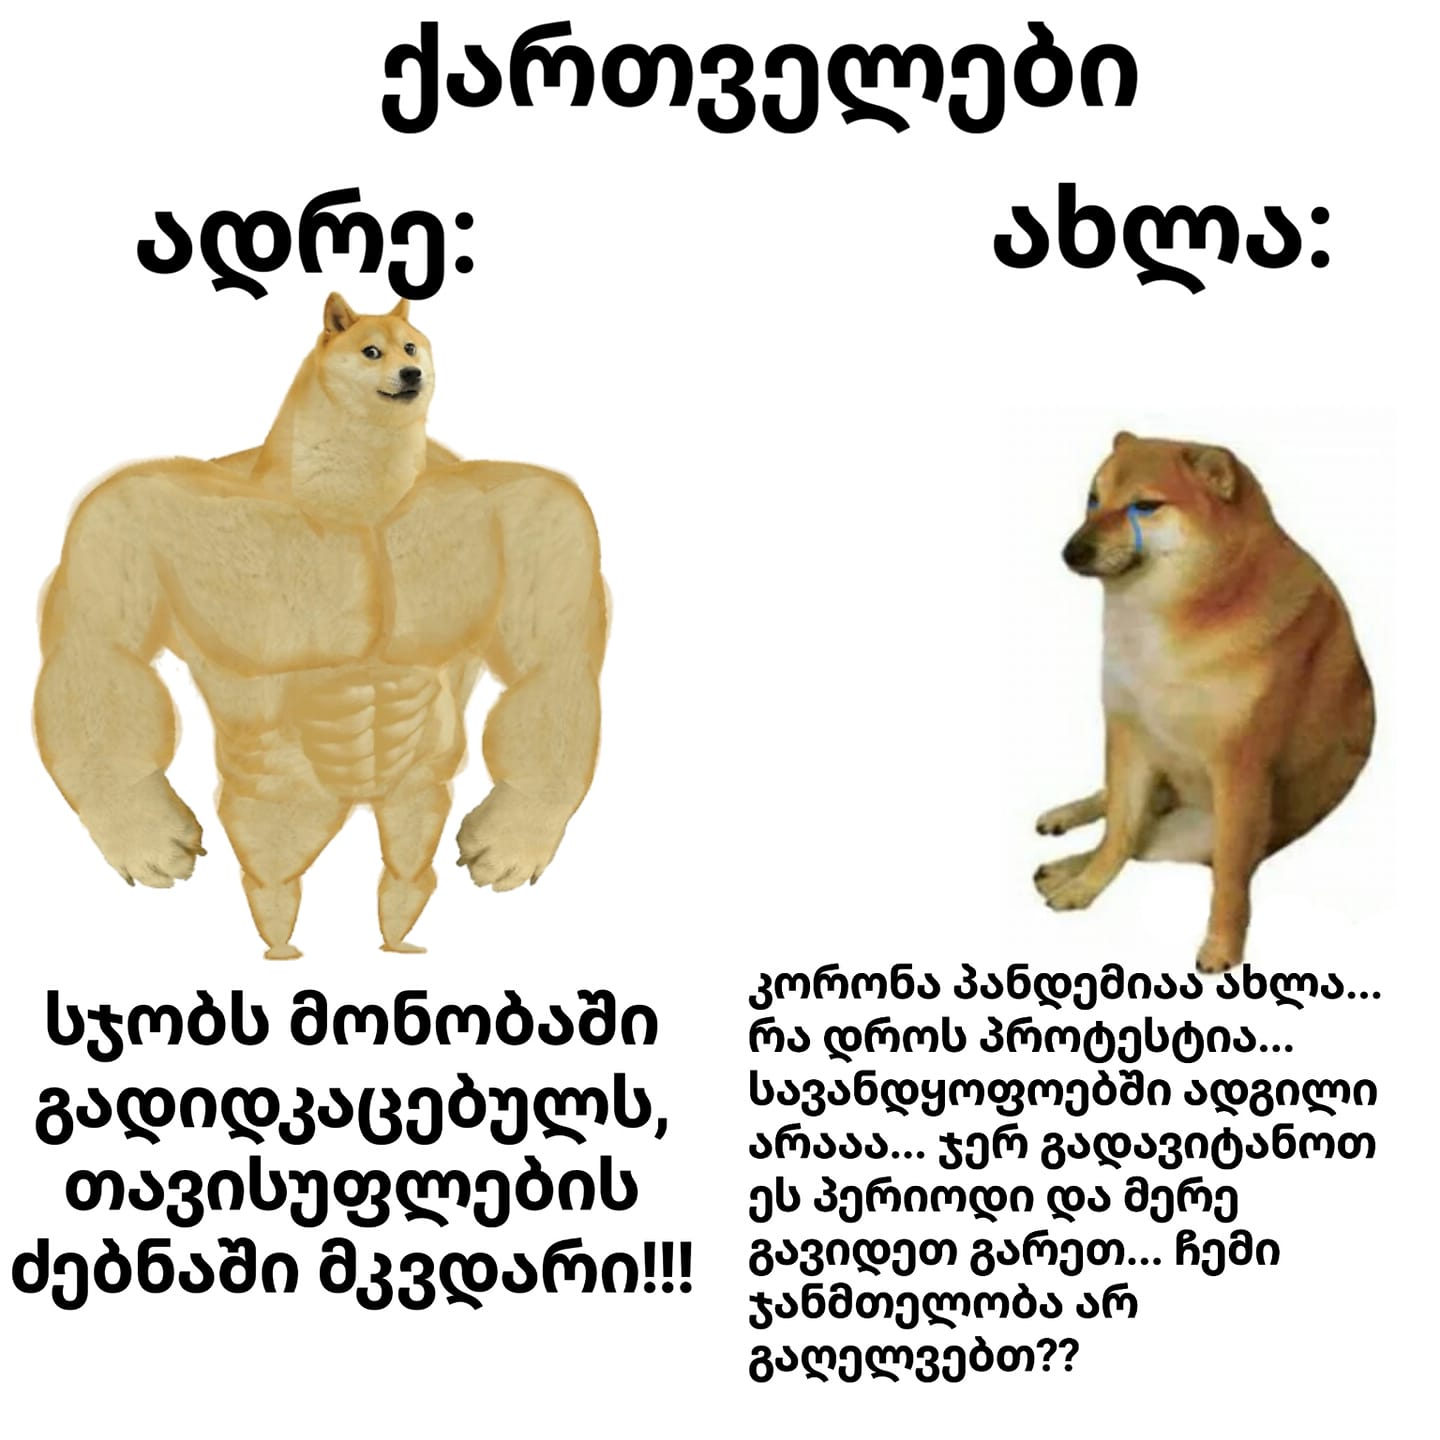 ქართველები
ადრე:
ახლა:
სჯობს მონობაში
გადიდკაცებულს,
თავისუფლების
ძებნაში მკვდარი!!!
კორონა პანდემიაა ახლა...
რა დროს პროტესტია...
სავანდყოფოებში ადგილი
არააა... ჯერ გადავიტანოთ
ეს პერიოდი და მერე
გავიდეთ გარეთ... ჩემი
ჯანმთელობა არ
გაღელვებთ??